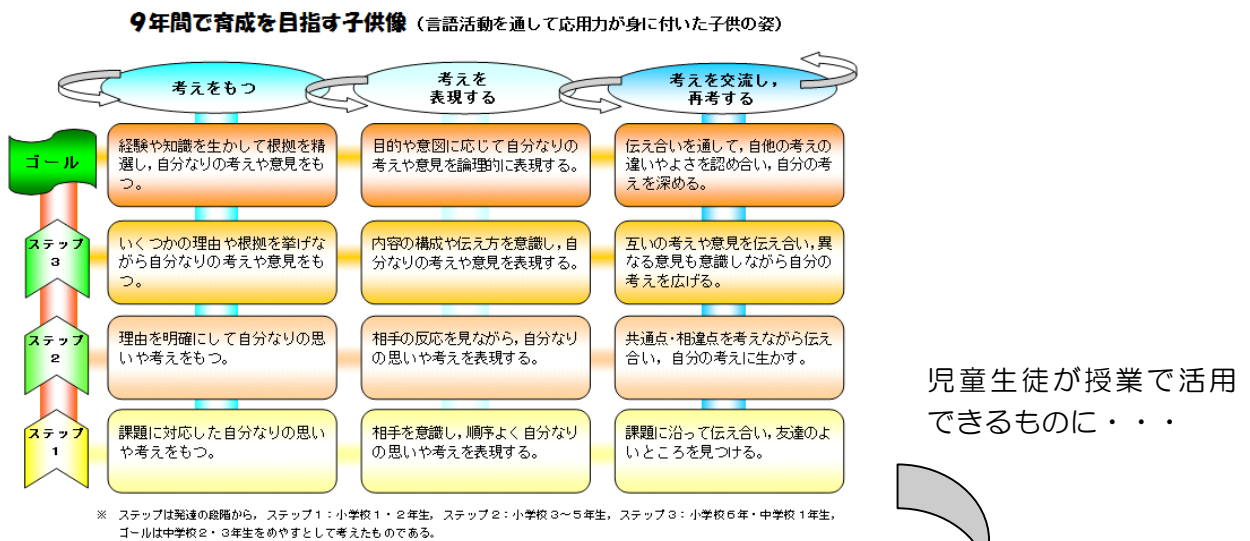 9年間で育成を目指す子供像（言語活動を通して応用力が身に付いた子供の姿）
考えをもつ
考えを
表現する
考えを交流し，
再考する
ゴール
経験や知識を生かして根拠を精
選し，自分なりの考えや意見をも
つ。
目的や意図に応じて自分なりの
考えや意見を論理的に表現する。
伝え合いを通して，自他の考えの
違いやよさを認め合い，自分の考
えを深める。
ステップ
3
いくつかの理由や根拠を挙げな
がら自分なりの考えや意見をも
つ。
内容の構成や伝え方を意識し，自
分なりの考えや意見を表現する。
互いの考えや意見を伝え合い，異
なる意見も意識しながら自分の
考えを広げる。
ステップ
2
理由を明確にして自分なりの思
いや考えをもつ。
相手の反応を見ながら，自分なり
の思いや考えを表現する。
共通点・相違点を考えながら伝え
合い，自分の考えに生かす。
ステップ
1
課題に対応した自分なりの思い
や考えをもつ。
相手を意識し，順序よく自分なり
の思いや考えを表現する。
課題に沿って伝え合い，友達のよ
いところを見つける。
※　ステップは発達の段階から，ステップ1：小学校1・2年生，ステップ2：小学校3～5年生，ステップ3：小学校6年・中学校1年生，
ゴールは中学校2・3年生をめやすとして考えたものである。
児童生徒が授業で活用
できるものに・・・